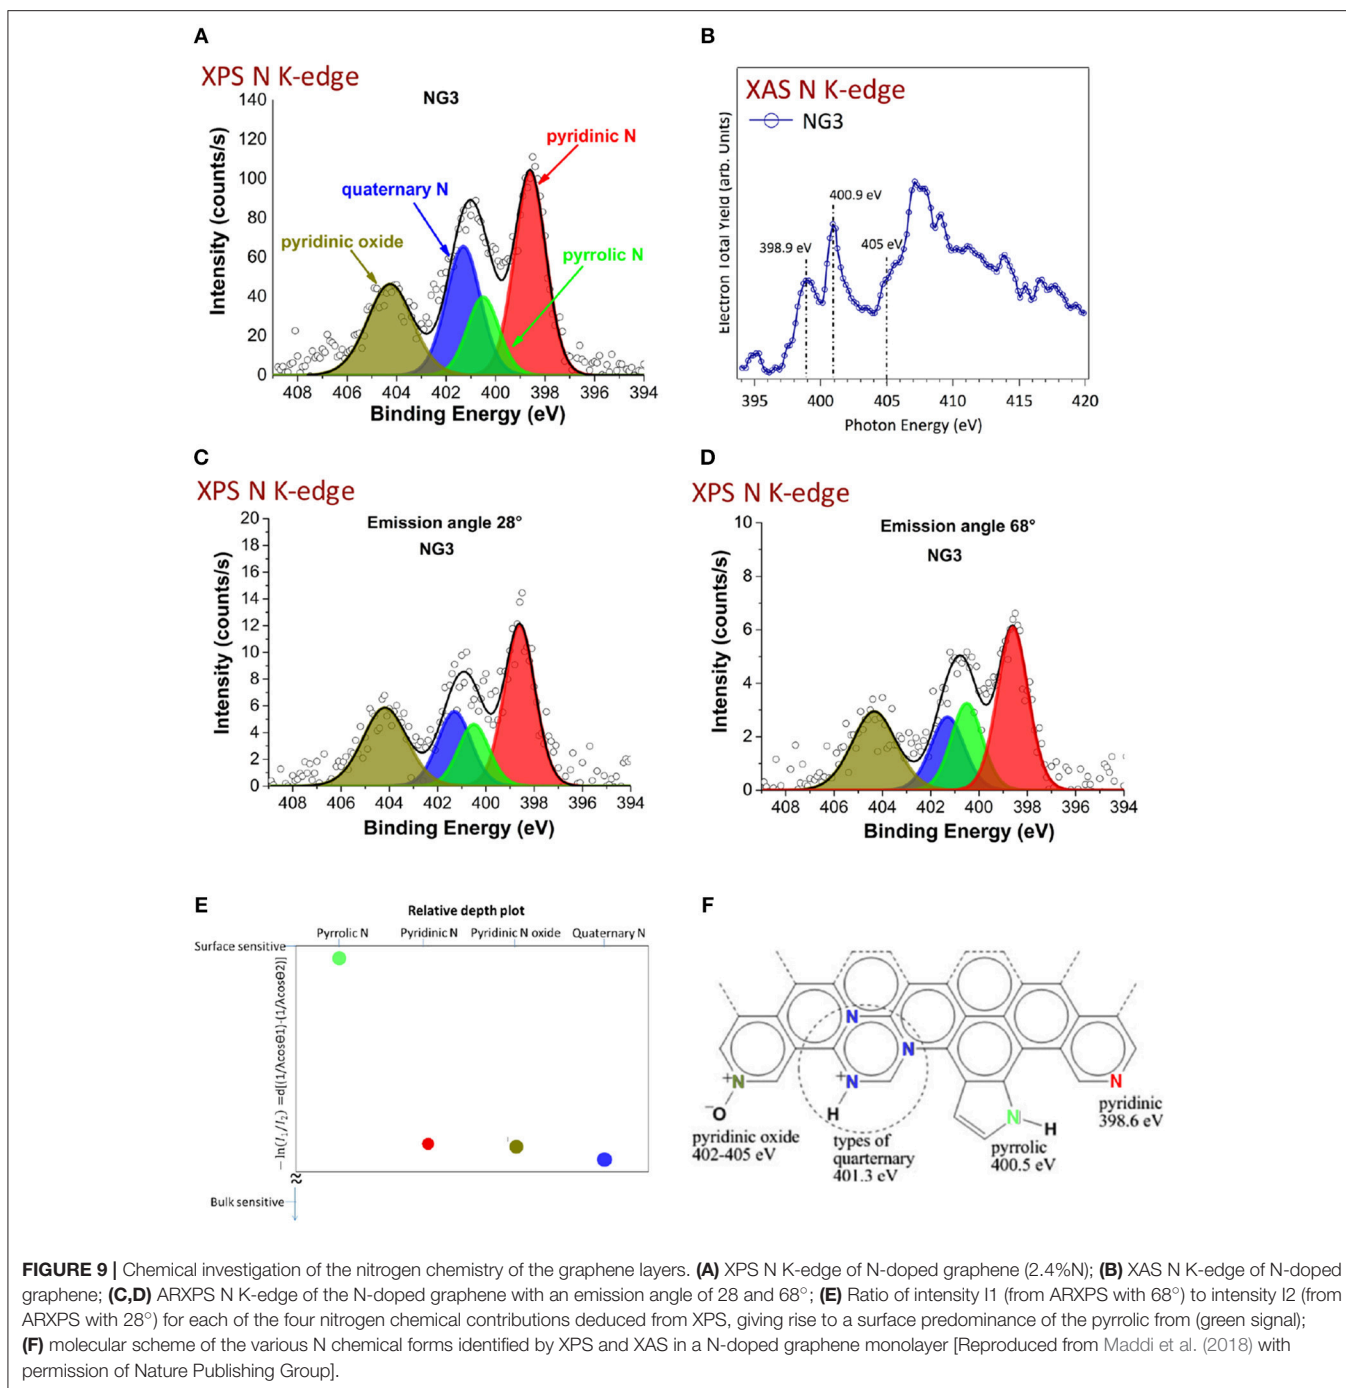 A
XPS N K-edge
NG3
140
120
100
80
60
40
20
0
Intensity (counts/s)
pyridinic N
quaternary N
pyridinic oxide
pyrrolic N
408 406 404 402 400 398 396 394
Binding Energy (eV)
B
XAS N K-edge
NG3
Electron Total Yield (arb. Units)
400.9 eV
398.9 eV
405 eV
395 400 405 410 415 420
Photon Energy (eV)
C
XPS N K-edge
Emission angle 28°
NG3
20
18
16
14
12
10
8
6
4
2
0
Intensity (counts/s)
408 406 404 402 400 398 396 394
Binding Energy (eV)
D
XPS N K-edge
Emission angle 68°
NG3
10
8
6
4
2
0
Intensity (counts/s)
408 406 404 402 400 398 396 394
Binding Energy (eV)
E
Relative depth plot
Pyrrolic N Pyridinic N Pyridinic N oxide Quaternary N
Surface sensitive
−ln(I₁/I₂) =d[(1/λcosΘ1)-(1/λcosΘ2)]
≈
Bulk sensitive
F
N
N
N
+
H
N
+
−O
N
H
N
pyridinic oxide
402-405 eV
types of
quarternary
401.3 eV
pyrrolic
400.5 eV
pyridinic
398.6 eV
FIGURE 9 | Chemical investigation of the nitrogen chemistry of the graphene layers. (A) XPS N K-edge of N-doped graphene (2.4%N); (B) XAS N K-edge of N-doped
graphene; (C,D) ARXPS N K-edge of the N-doped graphene with an emission angle of 28 and 68°; (E) Ratio of intensity I1 (from ARXPS with 68°) to intensity I2 (from
ARXPS with 28°) for each of the four nitrogen chemical contributions deduced from XPS, giving rise to a surface predominance of the pyrrolic from (green signal);
(F) molecular scheme of the various N chemical forms identified by XPS and XAS in a N-doped graphene monolayer [Reproduced from Maddi et al. (2018) with
permission of Nature Publishing Group].